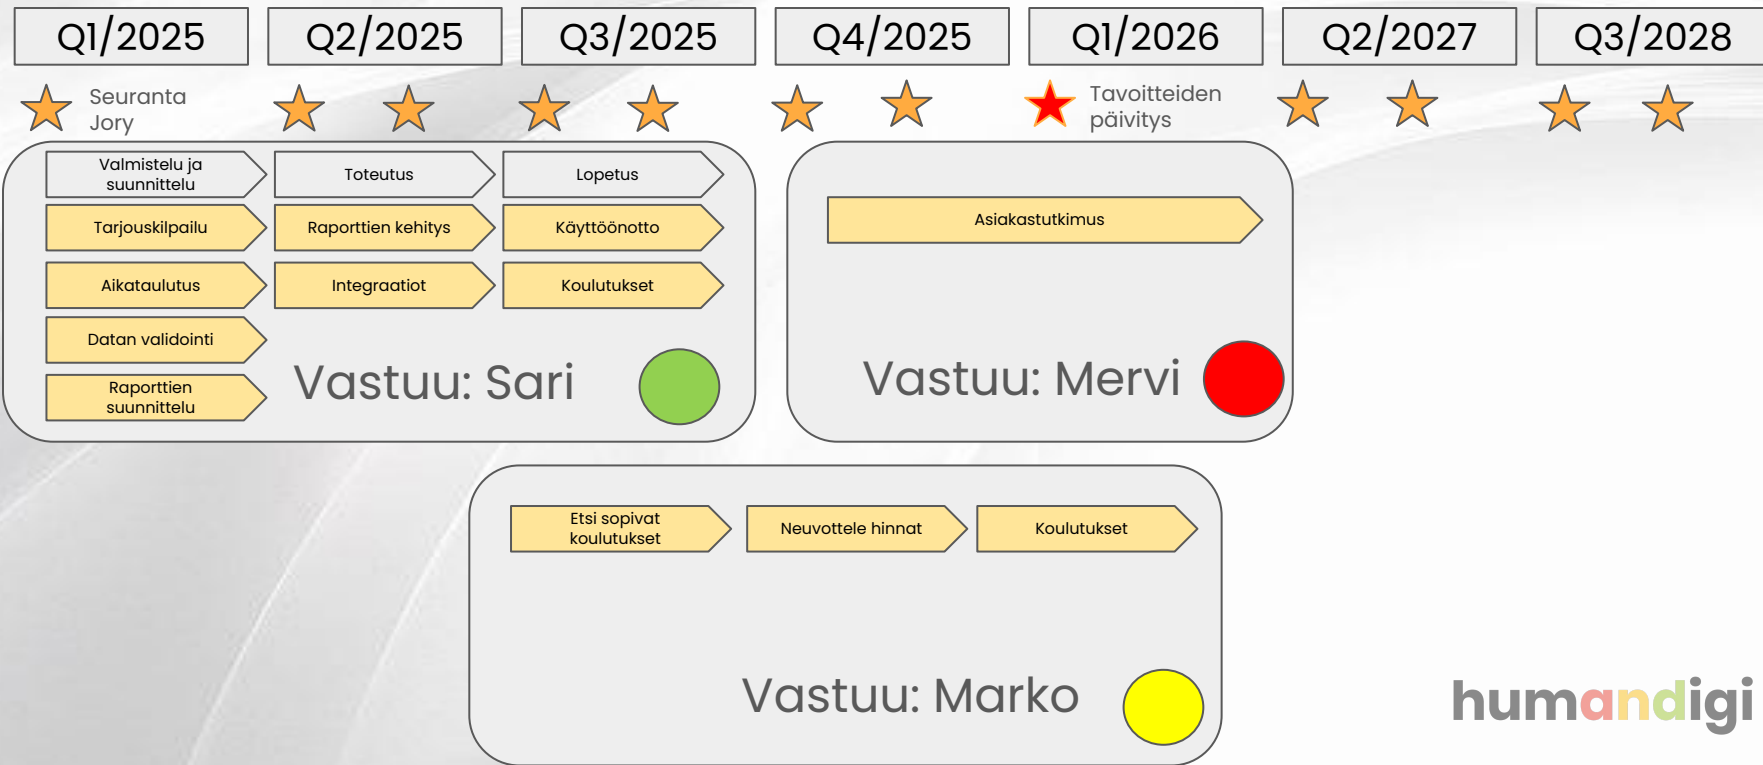 Q1/2025
Q2/2025
Q3/2025
Q4/2025
Q1/2026
Q2/2027
Q3/2028
Seuranta
Jory
Tavoitteiden
päivitys
Valmistelu ja
suunnittelu
Toteutus
Lopetus
Tarjouskilpailu
Raporttien kehitys
Käyttöönotto
Aikataulutus
Integraatiot
Koulutukset
Datan validointi
Raporttien
suunnittelu
Vastuu: Sari
Asiakastutkimus
Vastuu: Mervi
Etsi sopivat
koulutukset
Neuvottele hinnat
Koulutukset
Vastuu: Marko
humandigi